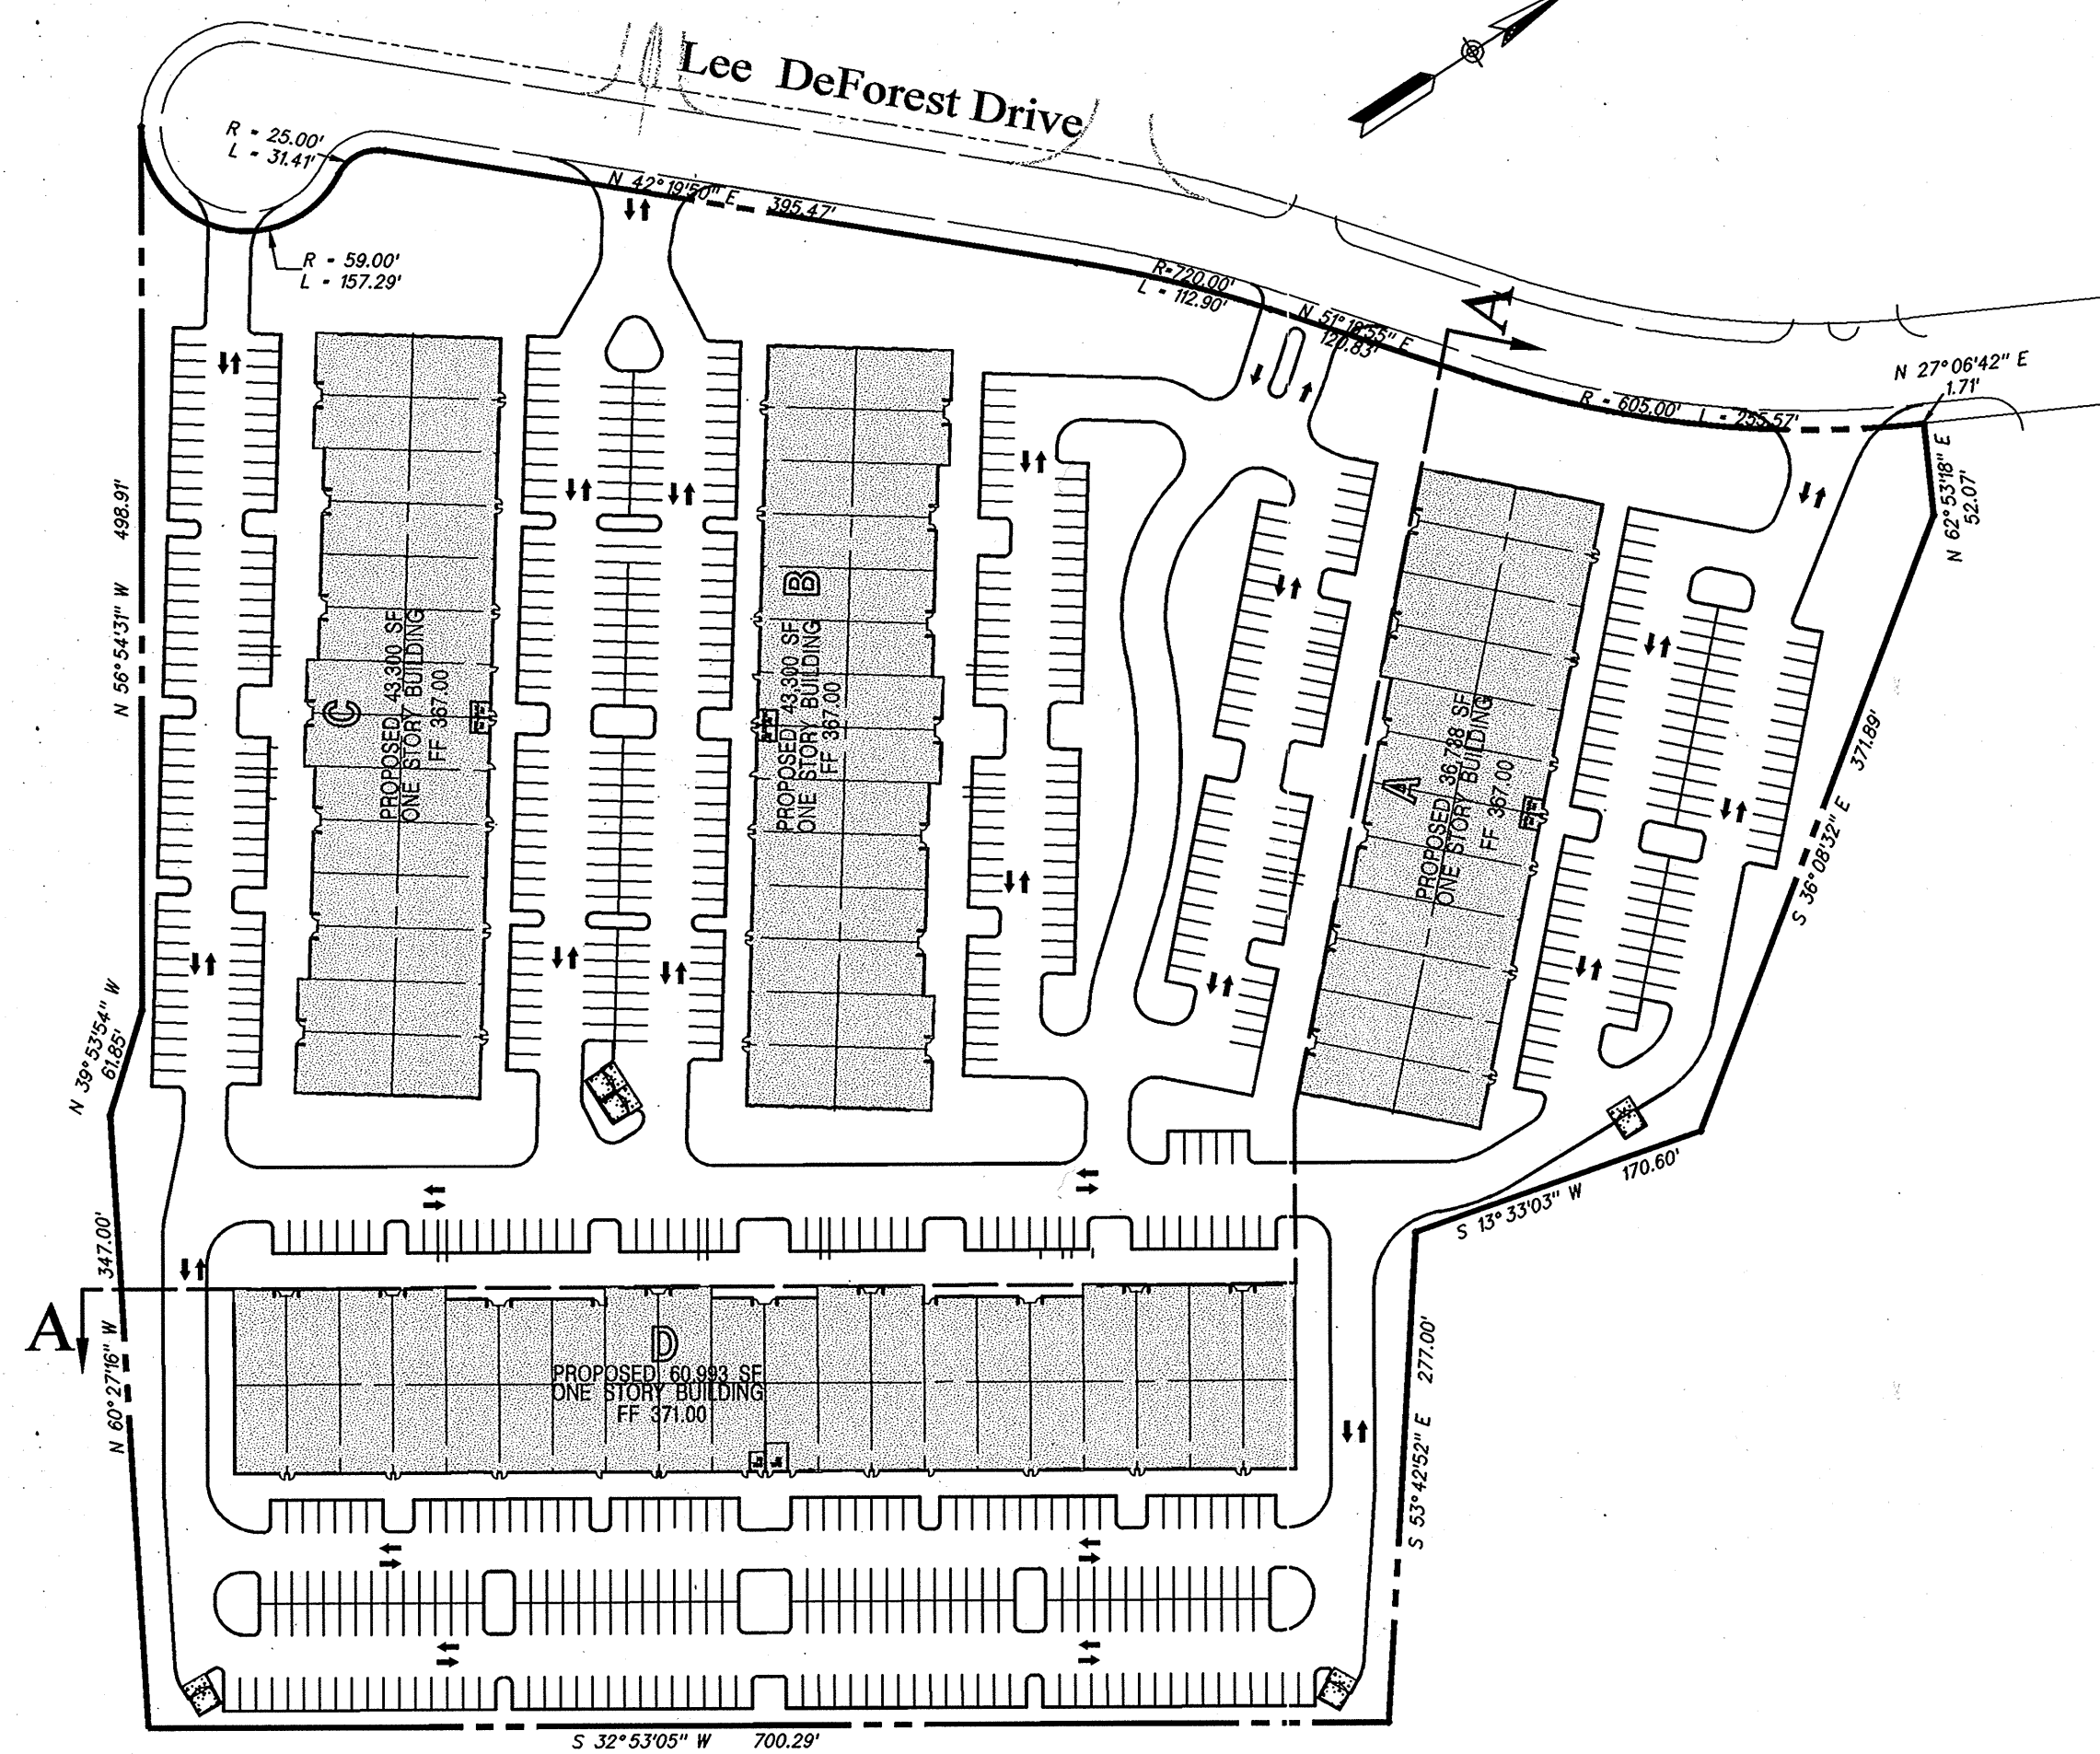 Lee DeForest Drive
R = 25.00'
L = 31.41'
N 42°19'50" E 395.47'
R = 59.00'
L = 157.29'
R=720.00'
L = 112.90'
N 51°18'55" E
120.83'
A
N 27°06'42" E
1.71'
R = 605.00' L = 255.57'
N 62°53'18" E
52.07'
N 56°54'31" W 498.91'
C
PROPOSED 43,300 SF
ONE STORY BUILDING
FF 367.00
B
PROPOSED 43,300 SF
ONE STORY BUILDING
FF 367.00
A
PROPOSED 36,738 SF
ONE STORY BUILDING
FF 367.00
S 36°08'32" E 371.89'
N 39°53'54" W
61.85'
S 13°33'03" W 170.60'
N 60°27'16" W 347.00'
A
D
PROPOSED 60,993 SF
ONE STORY BUILDING
FF 371.00
S 53°42'52" E 277.00'
S 32°53'05" W 700.29'